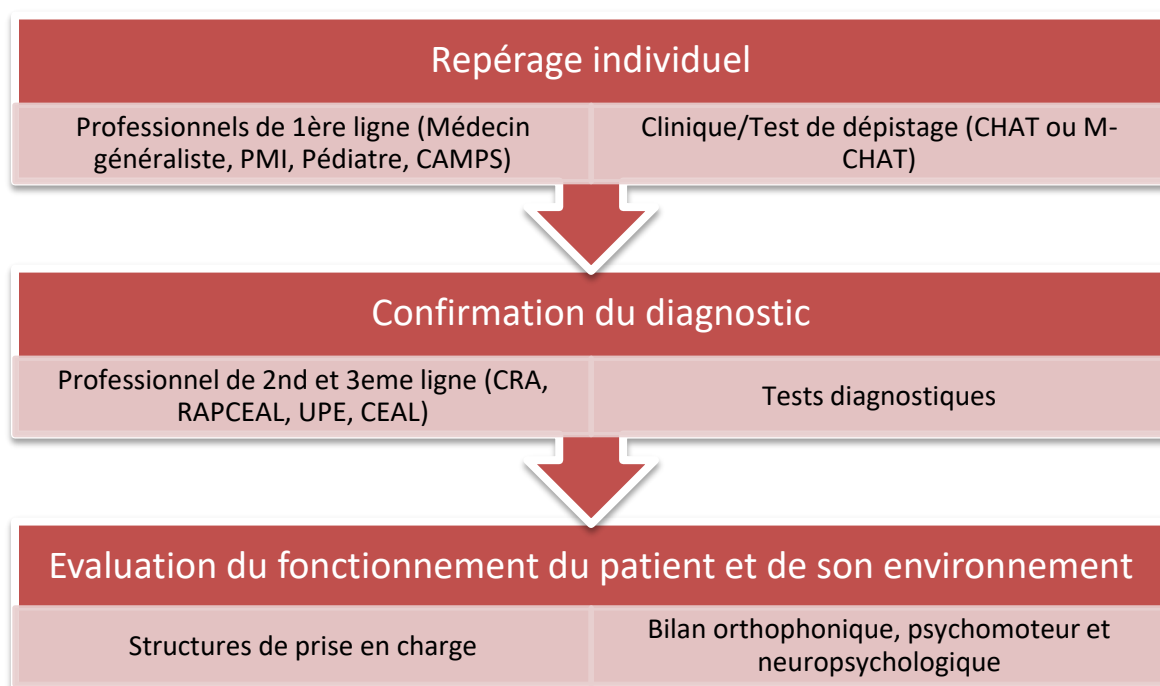 Repérage individuel
Professionnels de 1ère ligne (Médecin
généraliste, PMI, Pédiatre, CAMPS)
Clinique/Test de dépistage (CHAT ou M-
CHAT)
Confirmation du diagnostic
Professionnel de 2nd et 3eme ligne (CRA,
RAPCEAL, UPE, CEAL)
Tests diagnostiques
Evaluation du fonctionnement du patient et de son environnement
Structures de prise en charge
Bilan orthophonique, psychomoteur et
neuropsychologique